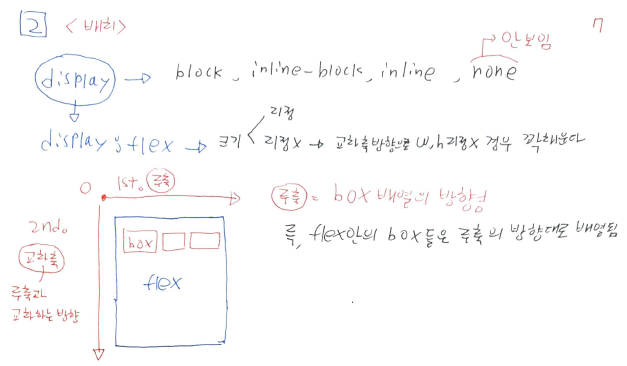 2 <배치> 7
안보임
display → block, inline-block, inline, none
지정
display : flex → 크기 < 지정X → 교차축방향으로 w, h 지정X 경우 꽉채운다
0 1st. 주축
주축 = box 배열의 방향성
즉, flex안의 box들은 주축의 방향대로 배열됨
2nd.
교차축
box
flex
주축과
교차하는 방향